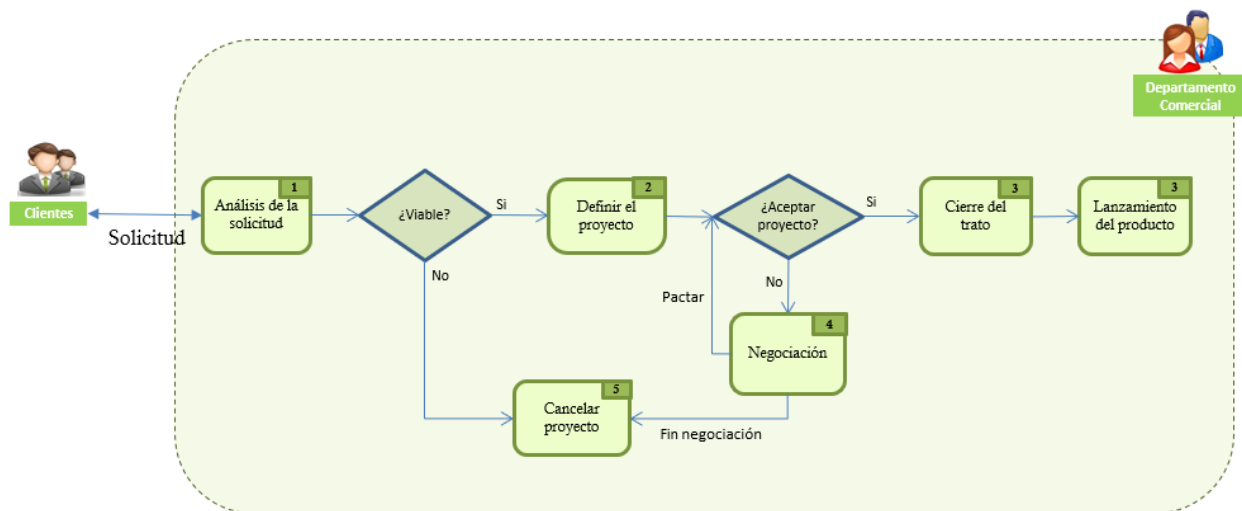 Departamento
Comercial
Clientes
Solicitud
1
Análisis de la
solicitud
¿Viable?
Si
No
2
Definir el
proyecto
¿Aceptar
proyecto?
Si
No
Pactar
3
Cierre del
trato
3
Lanzamiento
del producto
4
Negociación
Fin negociación
5
Cancelar
proyecto